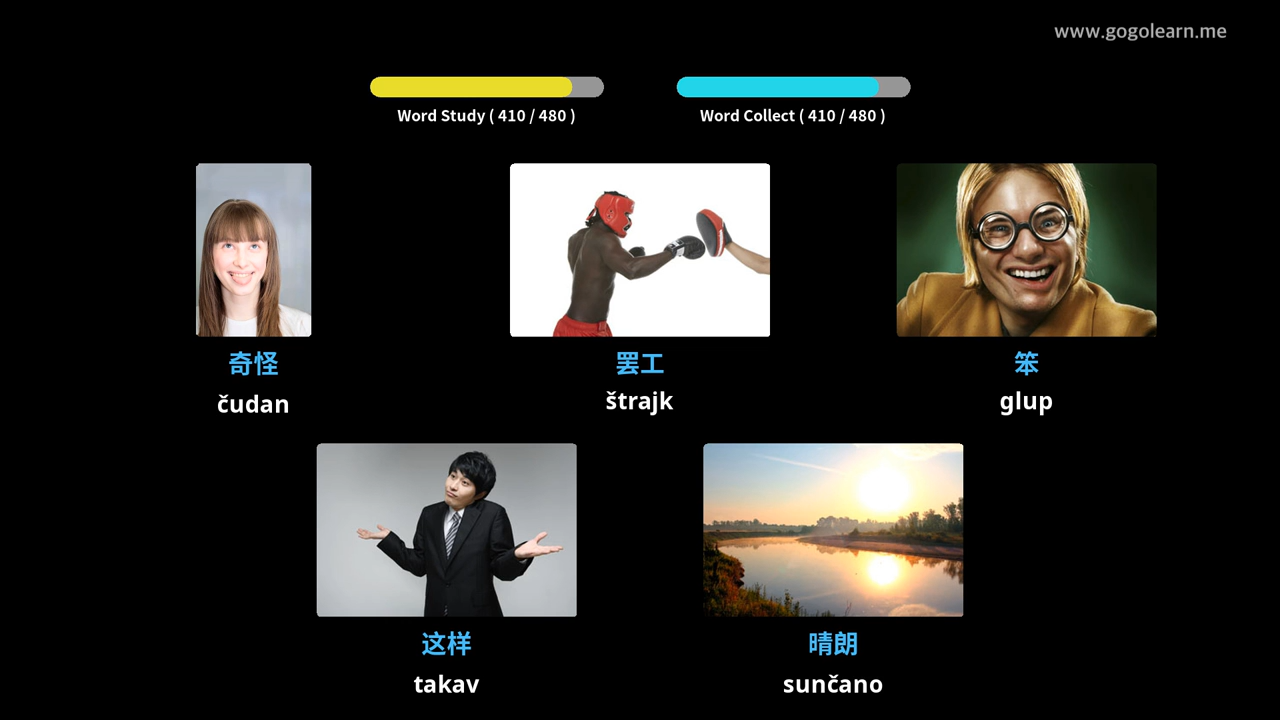 www.gogolearn.me
Word Study ( 410 / 480 )
Word Collect ( 410 / 480 )
奇怪
čudan
罢工
štrajk
笨
glup
这样
takav
晴朗
sunčano